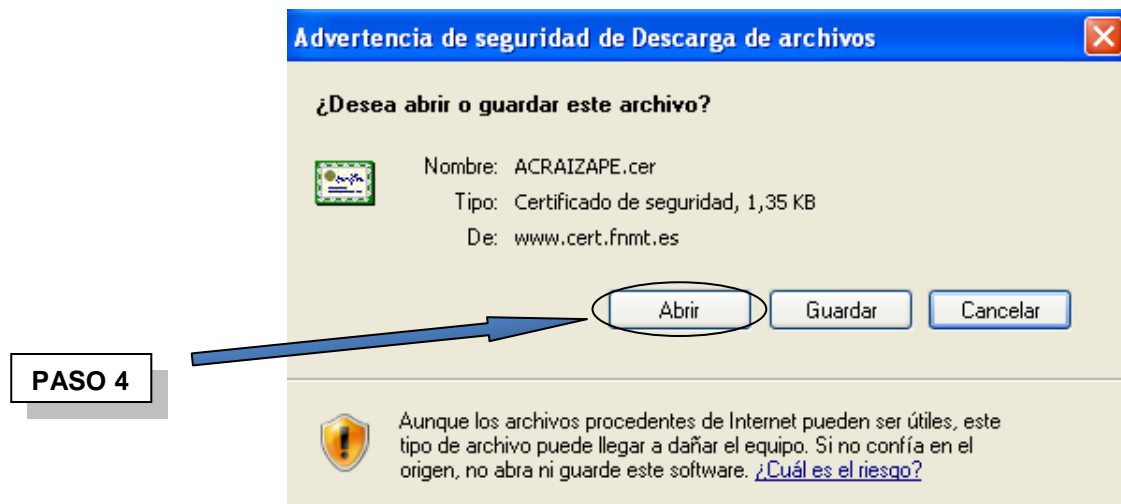 Advertencia de seguridad de Descarga de archivos
¿Desea abrir o guardar este archivo?
Nombre: ACRAIZAPE.cer
Tipo: Certificado de seguridad, 1,35 KB
De: www.cert.fnmt.es
Abrir Guardar Cancelar
PASO 4
Aunque los archivos procedentes de Internet pueden ser útiles, este
tipo de archivo puede llegar a dañar el equipo. Si no confía en el
origen, no abra ni guarde este software. ¿Cuál es el riesgo?